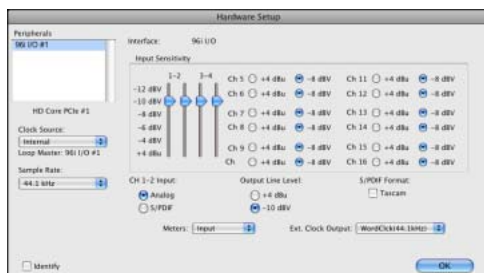 Hardware Setup
Peripherals
96i I/O #1
HD Core PCIe #1
Clock Source:
Internal
Loop Master: 96i I/O #1
Sample Rate:
44.1 kHz
Identify
Interface: 96i I/O
Input Sensitivity
1-2 3-4
-12 dBV
-10 dBV
-8 dBV
-6 dBV
-4 dBV
+4 dBu
Ch 5 +4 dBu -8 dBV Ch 11 +4 dBu -8 dBV
Ch 6 +4 dBu -8 dBV Ch 12 +4 dBu -8 dBV
Ch 7 +4 dBu -8 dBV Ch 13 +4 dBu -8 dBV
Ch 8 +4 dBu -8 dBV Ch 14 +4 dBu -8 dBV
Ch 9 +4 dBu -8 dBV Ch 15 +4 dBu -8 dBV
Ch +4 dBu -8 dBV Ch 16 +4 dBu -8 dBV
CH 1-2 Input: Output Line Level: S/PDIF Format:
Analog +4 dBu Tascam
S/PDIF -10 dBV
Meters: Input Ext. Clock Output: WordClck(44.1kHz)
OK